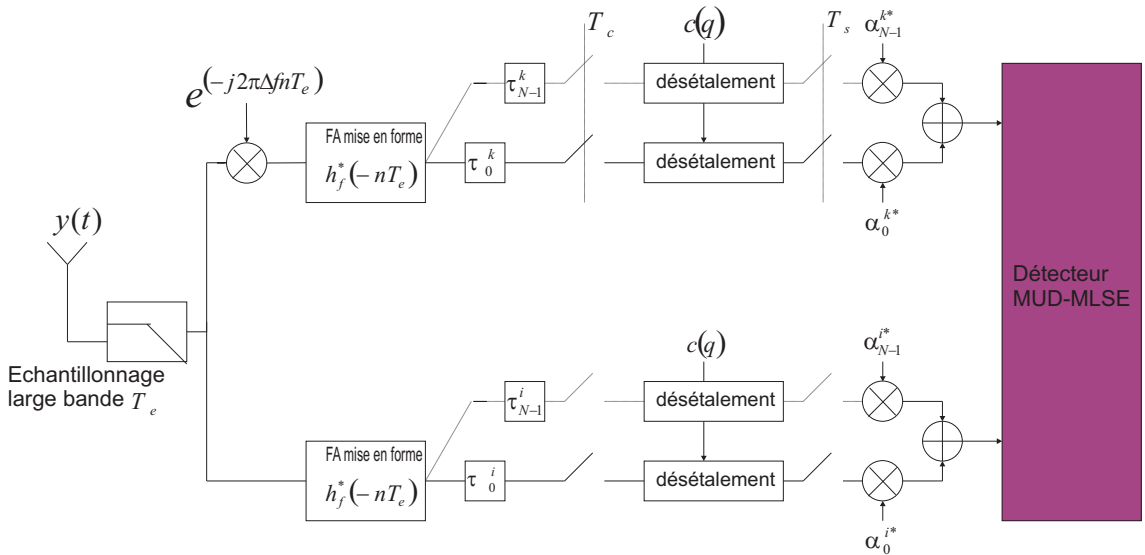 T_c
c(q)
T_s
α_{N-1}^{k*}
e^{(-j2πΔfnT_e)}
τ_{N-1}^{k}
désétalement
FA mise en forme
h_f^*(-nT_e)
τ_0^k
désétalement
α_0^{k*}
y(t)
Détecteur
MUD-MLSE
Echantillonnage
large bande T_e
c(q)
α_{N-1}^{i*}
τ_{N-1}^{i}
désétalement
FA mise en forme
h_f^*(-nT_e)
τ_0^i
désétalement
α_0^{i*}